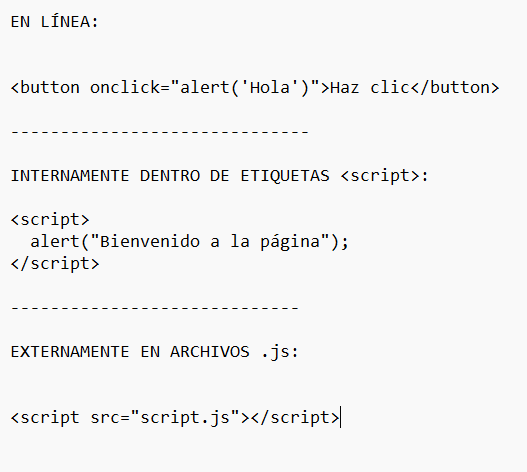 EN LÍNEA:
<button onclick="alert('Hola')">Haz clic</button>
------------------------------
INTERNAMENTE DENTRO DE ETIQUETAS <script>:
<script>
  alert("Bienvenido a la página");
</script>
-----------------------------
EXTERNAMENTE EN ARCHIVOS .js:
<script src="script.js"></script>